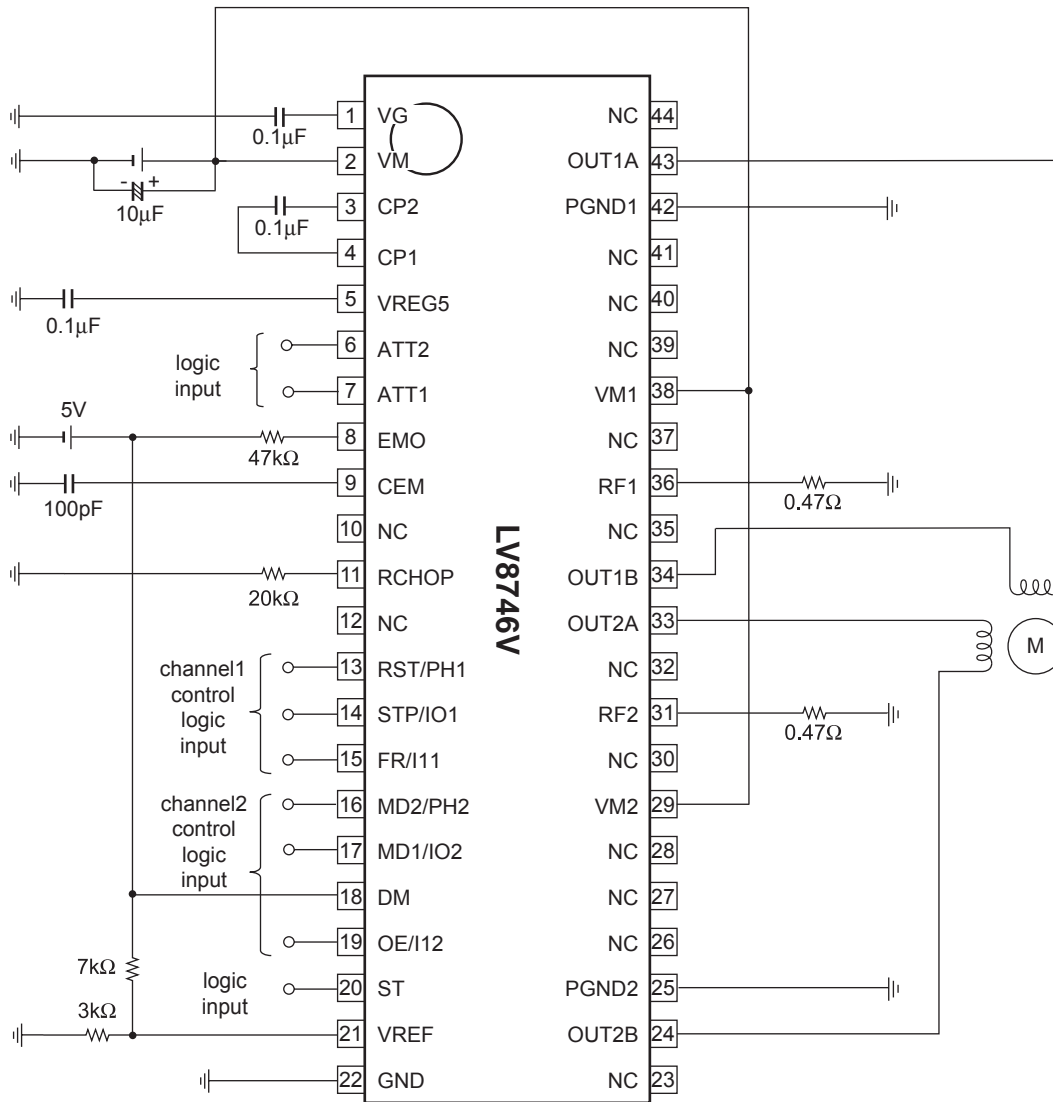 1 VG NC 44
0.1μF
2 VM OUT1A 43
- +
10μF
3 CP2 PGND1 42
0.1μF
4 CP1 NC 41
5 VREG5 NC 40
0.1μF
6 ATT2 NC 39
logic
input
7 ATT1 VM1 38
5V
8 EMO NC 37
47kΩ
9 CEM RF1 36
100pF
0.47Ω
10 NC NC 35
LV8746V
11 RCHOP OUT1B 34
20kΩ
12 NC OUT2A 33
M
channel1
control
logic
input
13 RST/PH1 NC 32
14 STP/IO1 RF2 31
0.47Ω
15 FR/I11 NC 30
channel2
control
logic
input
16 MD2/PH2 VM2 29
17 MD1/IO2 NC 28
18 DM NC 27
19 OE/I12 NC 26
7kΩ
logic
input
20 ST PGND2 25
3kΩ
21 VREF OUT2B 24
22 GND NC 23